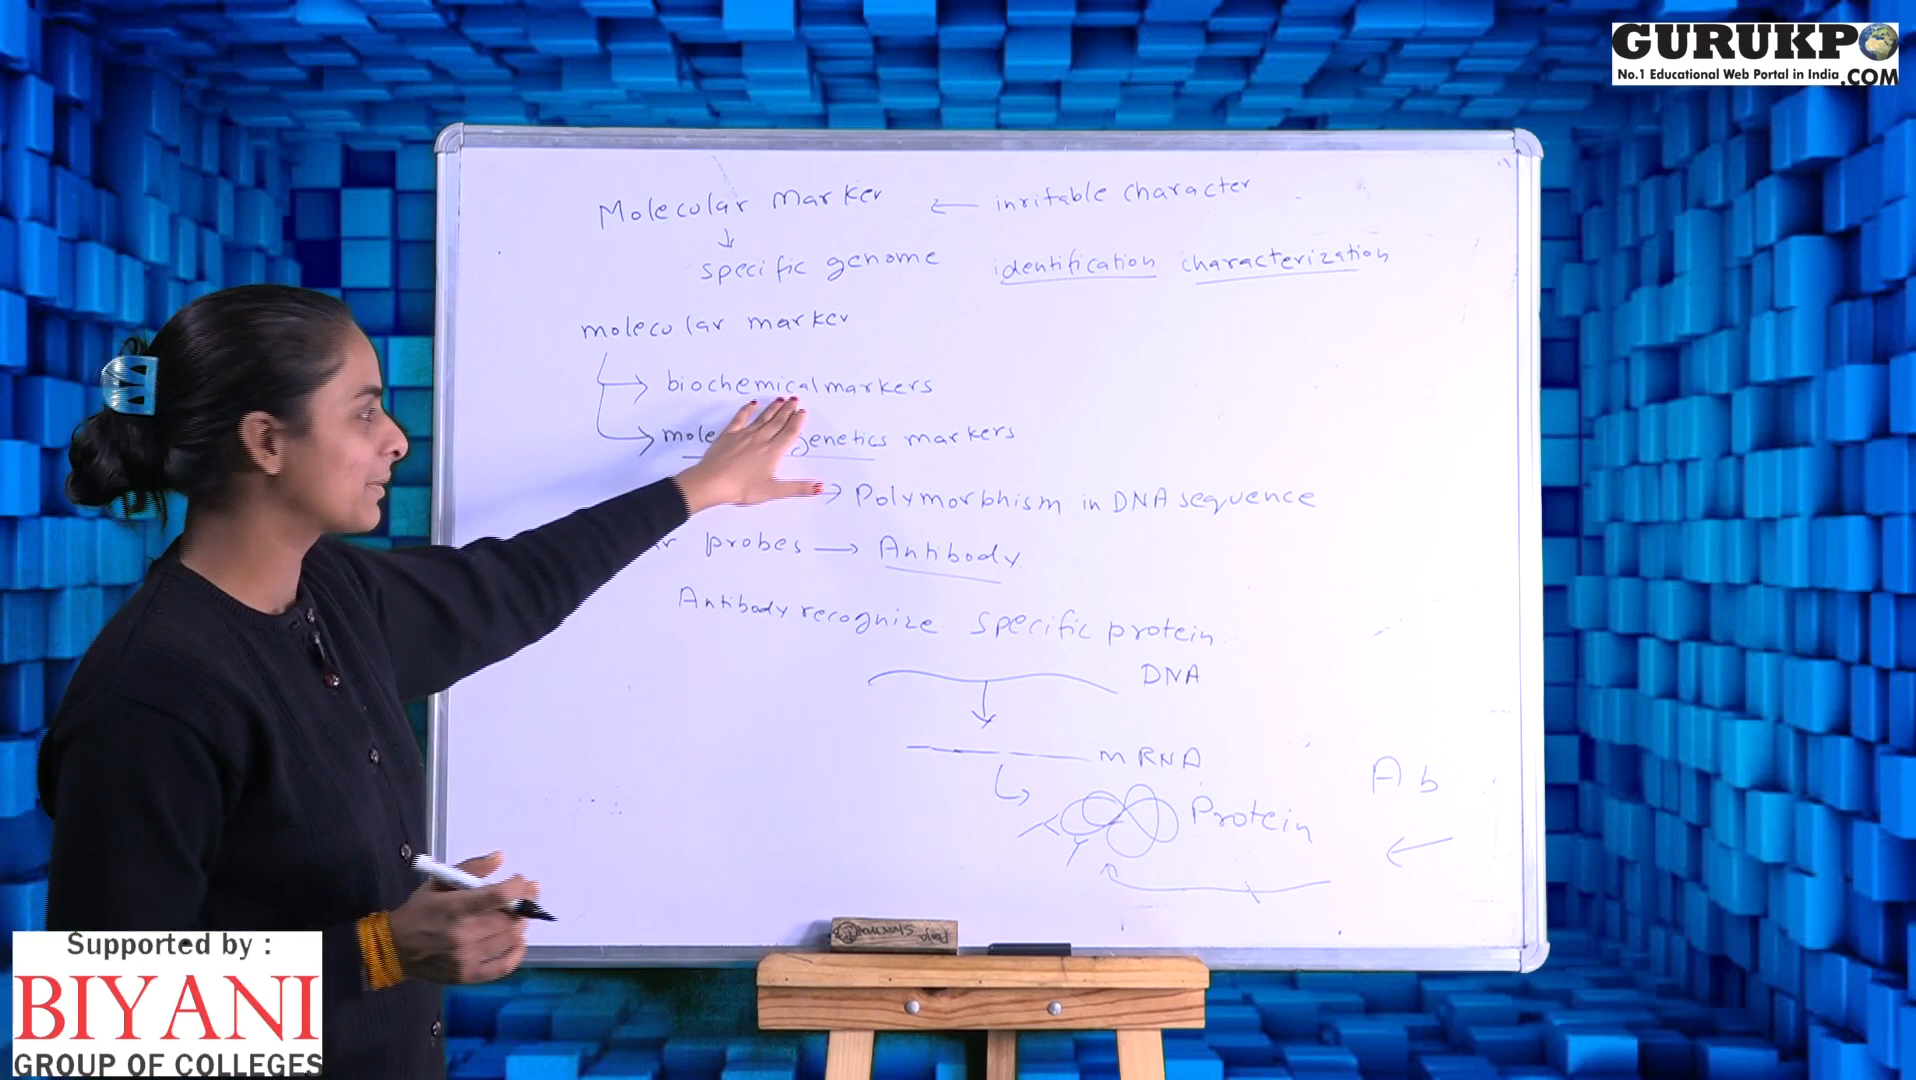 GURUKPO
No.1 Educational Web Portal in India .COM
Molecular marker ← inritable character
specific genome identification characterization
molecular marker
→ biochemical markers
→ mole genetics markers
→ Polymorbhism in DNA sequence
probes → Antibody
Antibody recognize specific protein
DNA
mRNA
Ab
Protein
Supported by :
BIYANI
GROUP OF COLLEGES